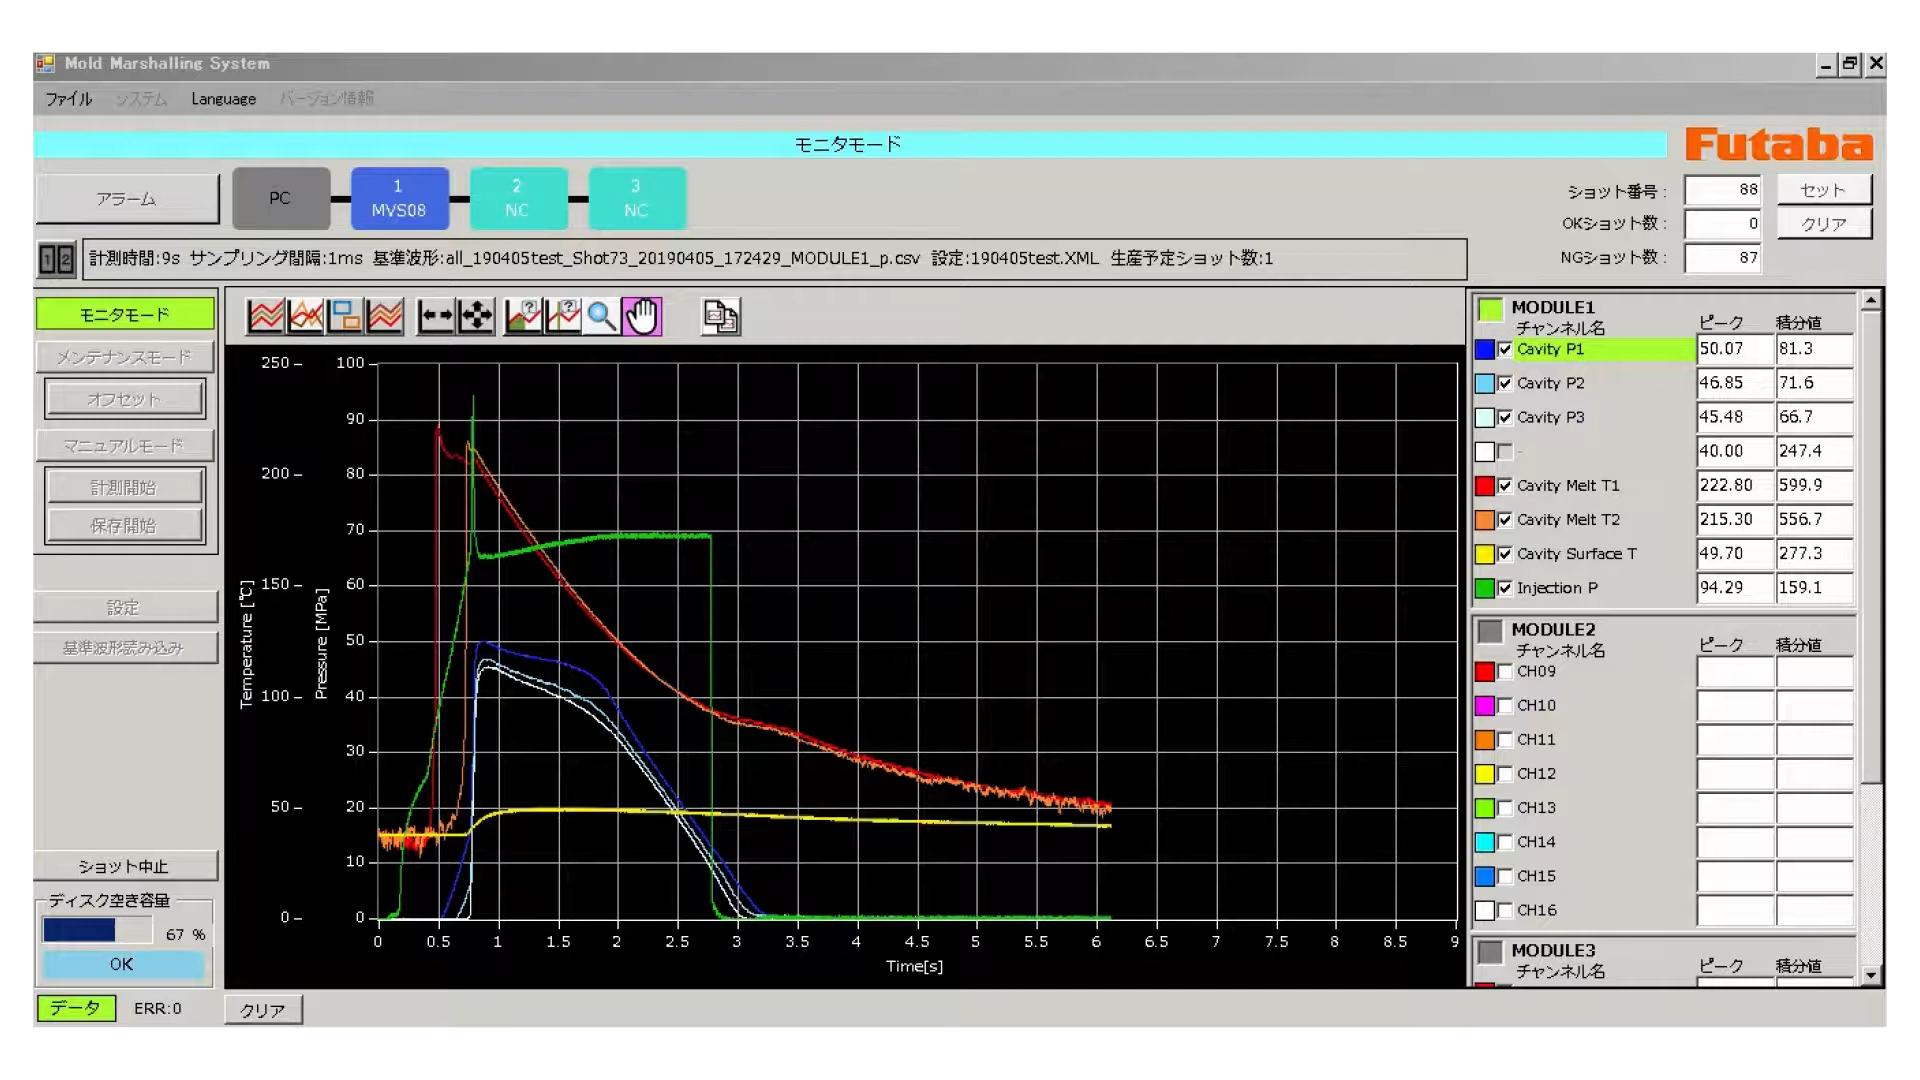 Mold Marshalling System
ファイル システム Language バージョン情報
モニタモード
Futaba
アラーム
PC
1
MVS08
2
NC
3
NC
ショット番号 : 88 セット
OKショット数 : 0 クリア
NGショット数 : 87
1 2
計測時間:9s サンプリング間隔:1ms 基準波形:all_190405test_Shot73_20190405_172429_MODULE1_p.csv 設定:190405test.XML 生産予定ショット数:1
モニタモード
メンテナンスモード
オフセット
マニュアルモード
計測開始
保存開始
設定
基準波形読み込み
ショット中止
ディスク空き容量
67 %
OK
データ ERR:0 クリア
Temperature [℃]
250
200
150
100
50
0
Pressure [MPa]
100
90
80
70
60
50
40
30
20
10
0
0 0.5 1 1.5 2 2.5 3 3.5 4 4.5 5 5.5 6 6.5 7 7.5 8 8.5 9
Time[s]
MODULE1
チャンネル名 ピーク 積分値
Cavity P1 50.07 81.3
Cavity P2 46.85 71.6
Cavity P3 45.48 66.7
- 40.00 247.4
Cavity Melt T1 222.80 599.9
Cavity Melt T2 215.30 556.7
Cavity Surface T 49.70 277.3
Injection P 94.29 159.1
MODULE2
チャンネル名 ピーク 積分値
CH09
CH10
CH11
CH12
CH13
CH14
CH15
CH16
MODULE3
チャンネル名 ピーク 積分値